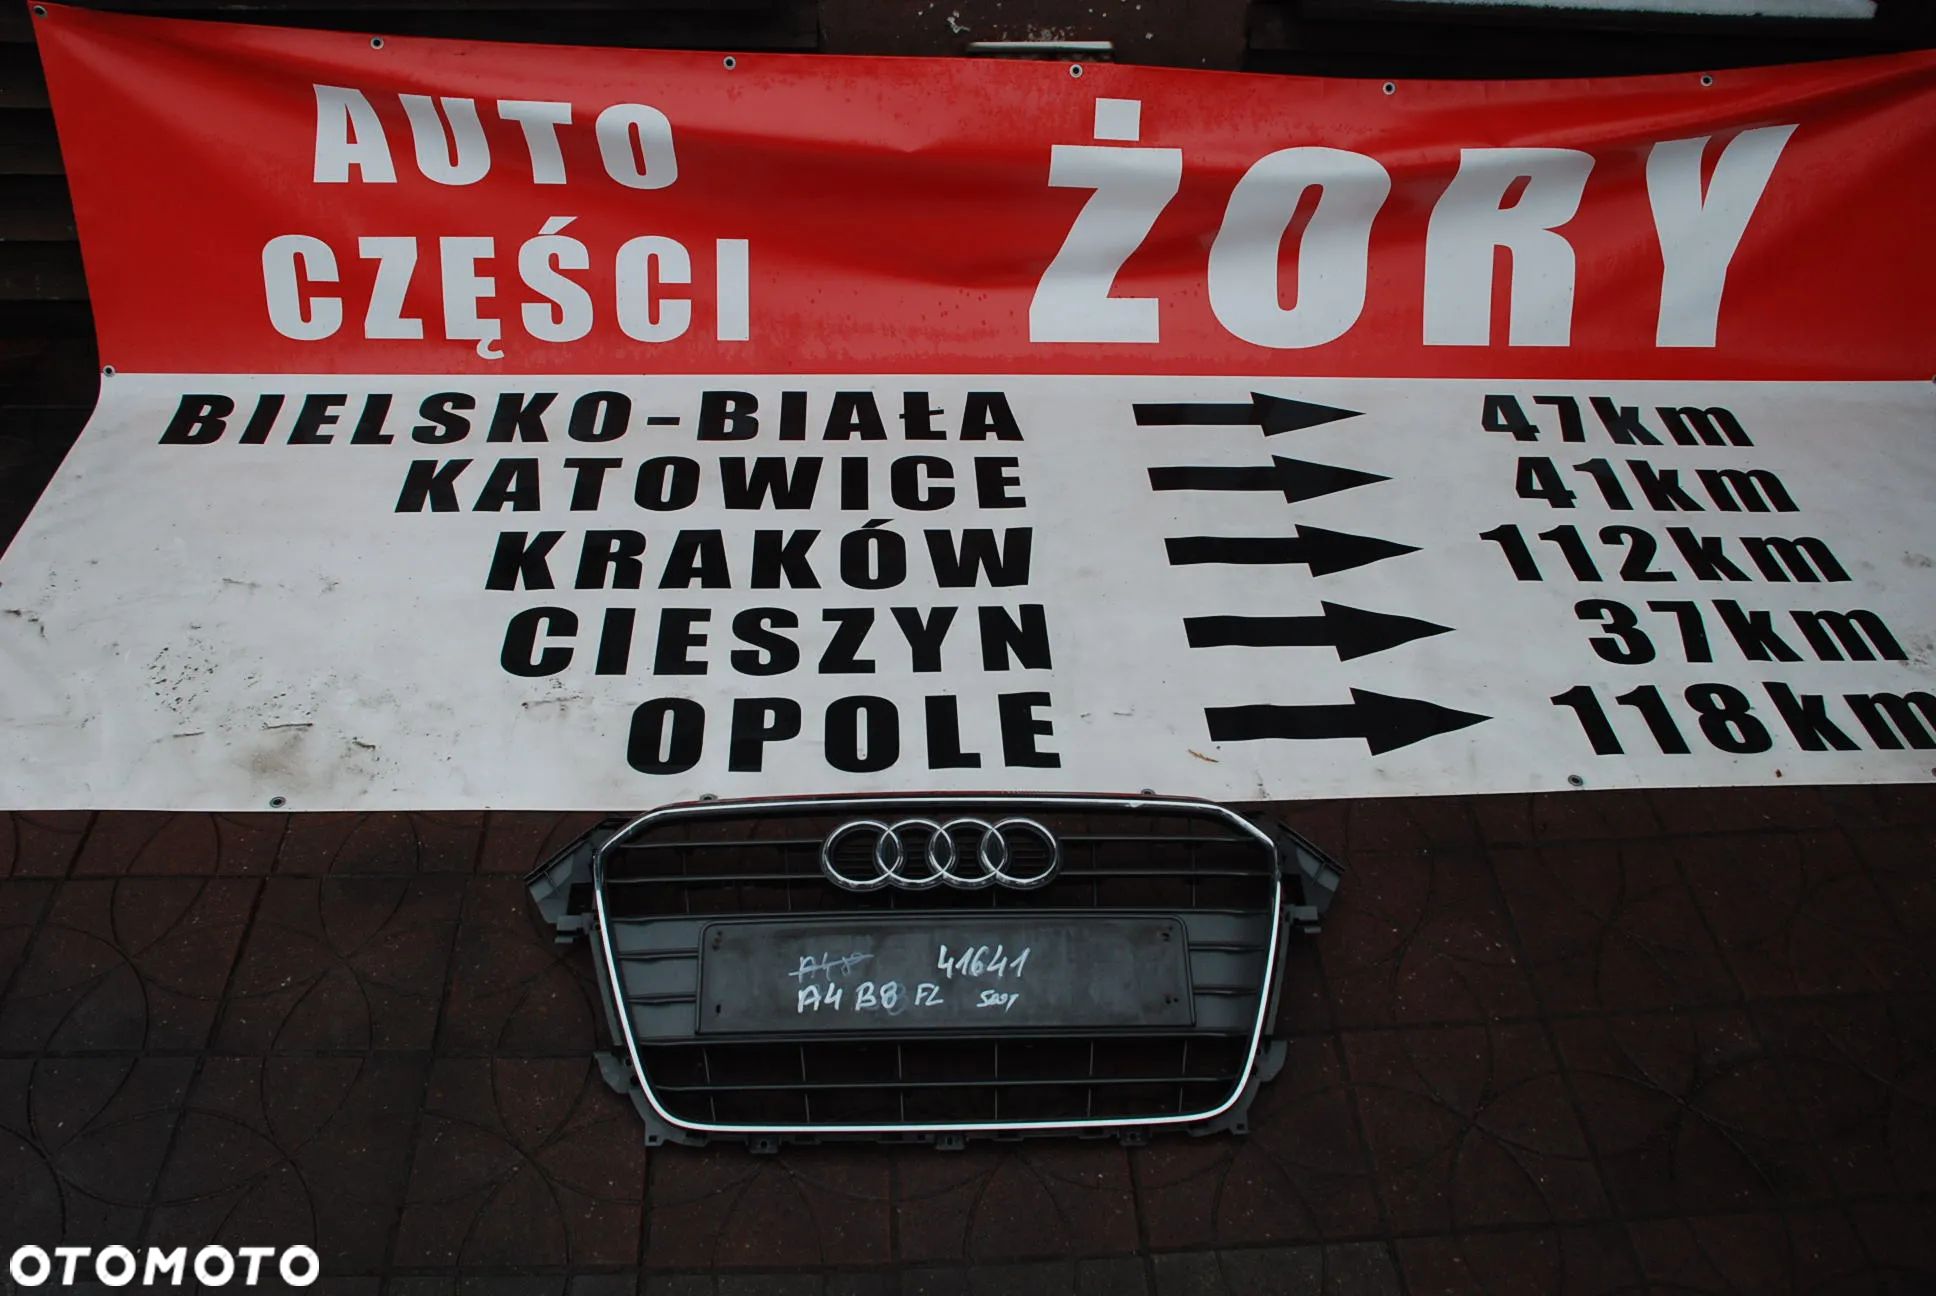 AUTO
CZĘŚCI
ŻORY
BIELSKO-BIAŁA 47km
KATOWICE 41km
KRAKÓW 112km
CIESZYN 37km
OPOLE 118km
41641
A4 B8 FL
OTOMOTO